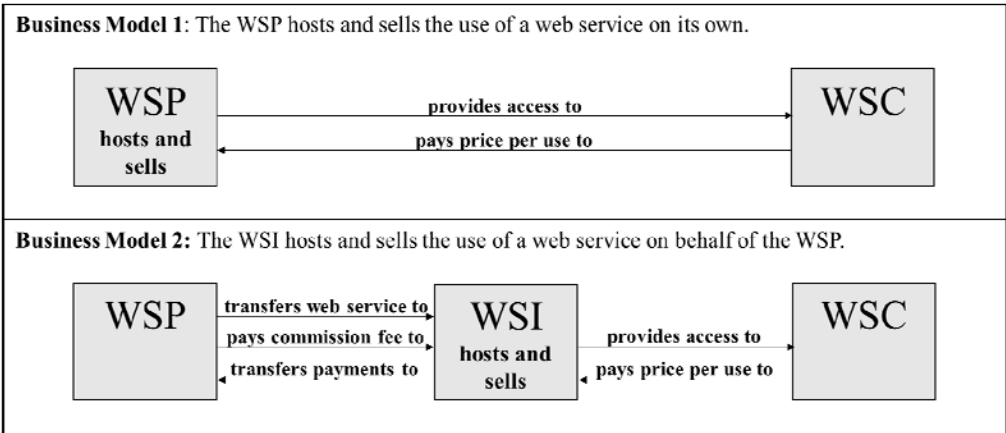 Business Model 1: The WSP hosts and sells the use of a web service on its own.
WSP
hosts and
sells
provides access to
pays price per use to
WSC
Business Model 2: The WSI hosts and sells the use of a web service on behalf of the WSP.
WSP
transfers web service to
pays commission fee to
transfers payments to
WSI
hosts and
sells
provides access to
pays price per use to
WSC